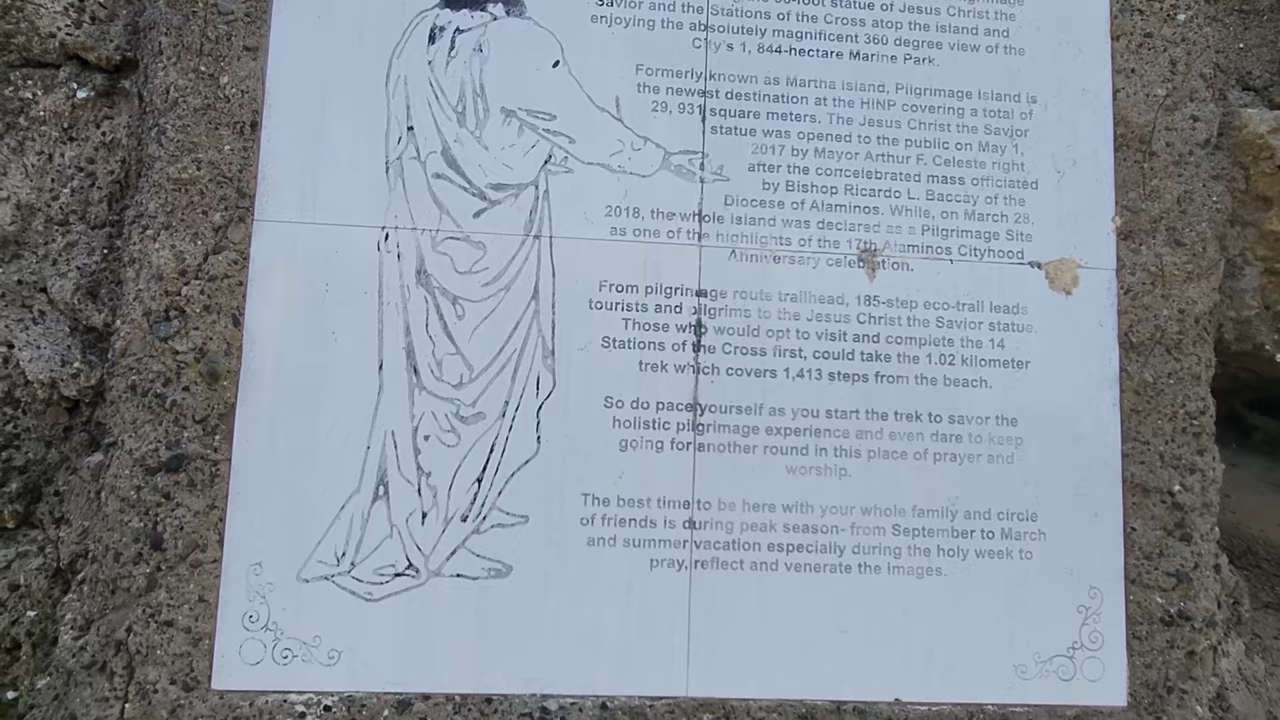 -foot statue of Jesus Christ the
Savior and the Stations of the Cross atop the island and
enjoying the absolutely magnificent 360 degree view of the
City's 1, 844-hectare Marine Park.
Formerly known as Martha Island, Pilgrimage Island is
the newest destination at the HINP covering a total of
29, 931 square meters. The Jesus Christ the Savior
statue was opened to the public on May 1,
2017 by Mayor Arthur F. Celeste right
after the concelebrated mass officiated
by Bishop Ricardo L. Baccay of the
Diocese of Alaminos. While, on March 28,
2018, the whole Island was declared as a Pilgrimage Site
as one of the highlights of the 17th Alaminos Cityhood
Anniversary celebration.
From pilgrimage route trailhead, 185-step eco-trail leads
tourists and pilgrims to the Jesus Christ the Savior statue.
Those who would opt to visit and complete the 14
Stations of the Cross first, could take the 1.02 kilometer
trek which covers 1,413 steps from the beach.
So do pace yourself as you start the trek to savor the
holistic pilgrimage experience and even dare to keep
going for another round in this place of prayer and
worship.
The best time to be here with your whole family and circle
of friends is during peak season- from September to March
and summer vacation especially during the holy week to
pray, reflect and venerate the images.